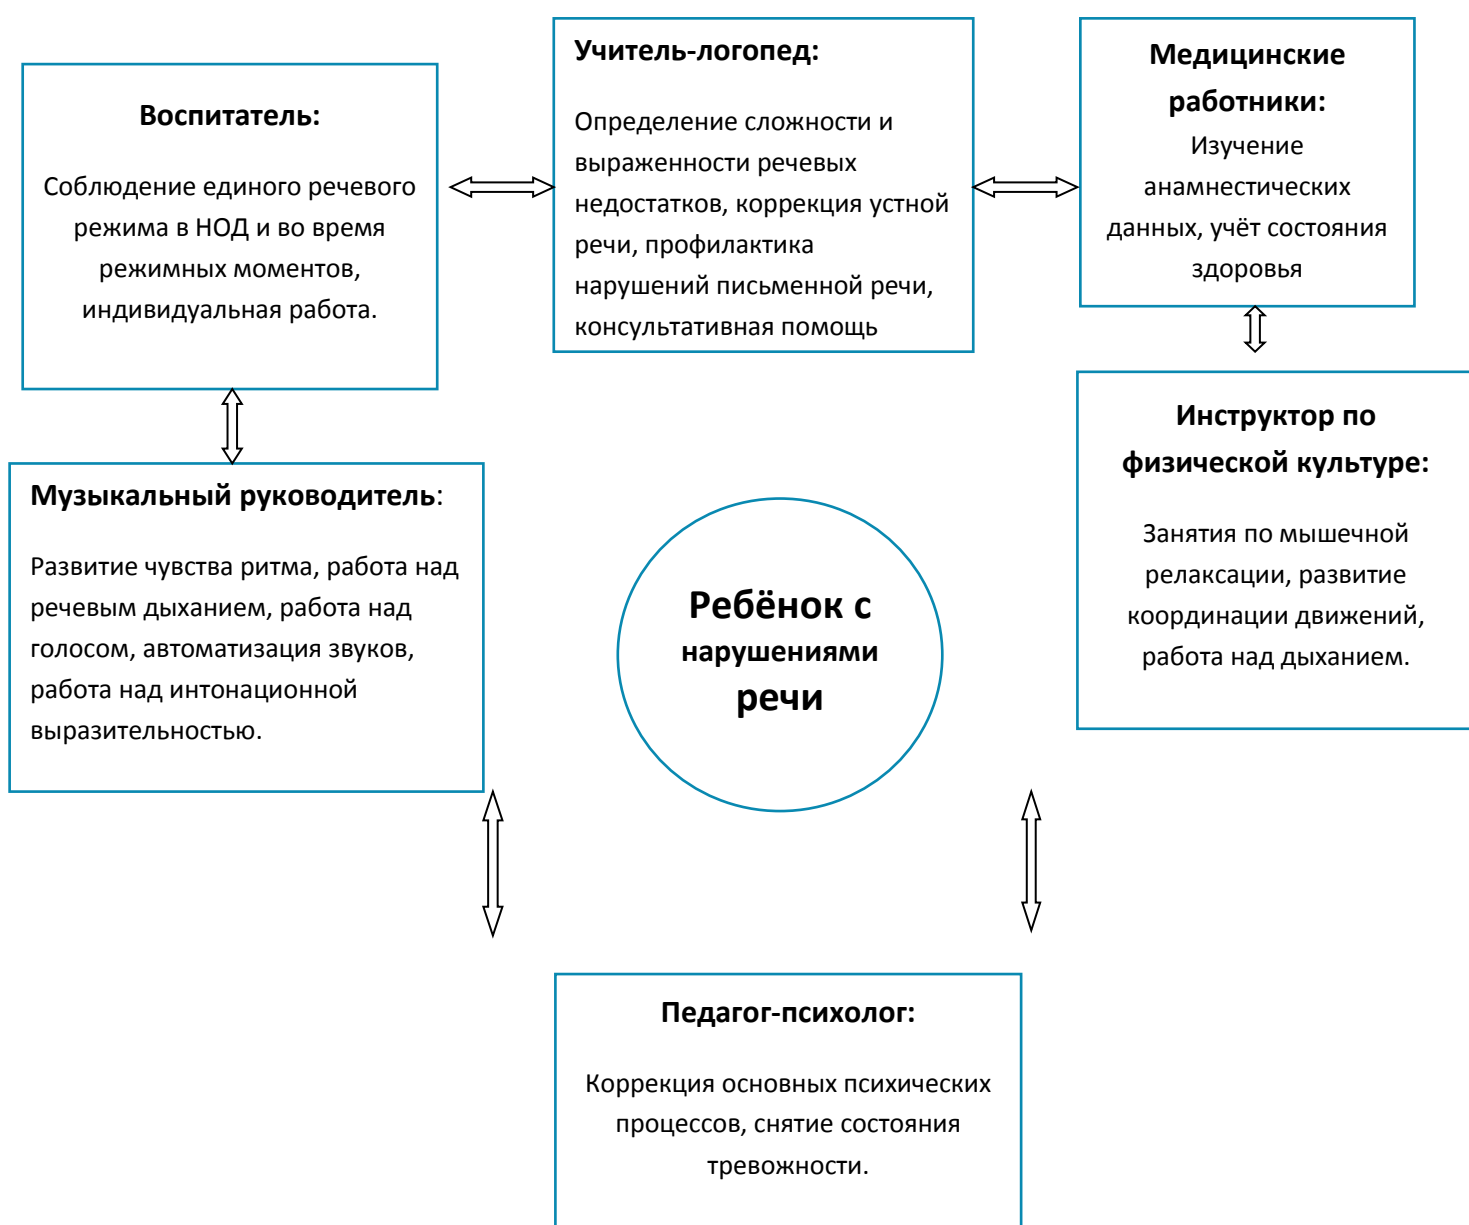 Воспитатель:
Соблюдение единого речевого
режима в НОД и во время
режимных моментов,
индивидуальная работа.
Учитель-логопед:
Определение сложности и
выраженности речевых
недостатков, коррекция устной
речи, профилактика
нарушений письменной речи,
консультативная помощь
Медицинские
работники:
Изучение
анамнестических
данных, учёт состояния
здоровья
Музыкальный руководитель:
Развитие чувства ритма, работа над
речевым дыханием, работа над
голосом, автоматизация звуков,
работа над интонационной
выразительностью.
Ребёнок с
нарушениями
речи
Инструктор по
физической культуре:
Занятия по мышечной
релаксации, развитие
координации движений,
работа над дыханием.
Педагог-психолог:
Коррекция основных психических
процессов, снятие состояния
тревожности.